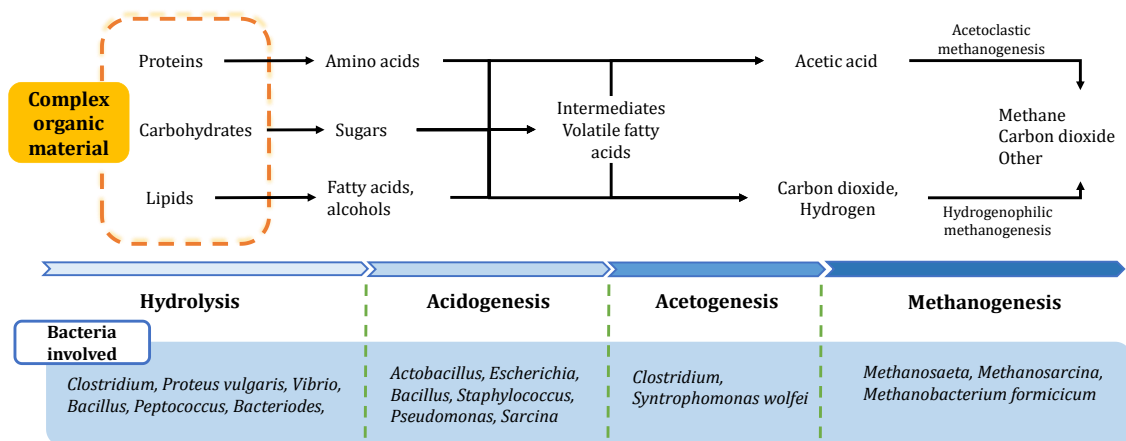 Acetoclastic
methanogenesis
Proteins
Amino acids
Acetic acid
Complex
organic
material
Carbohydrates
Sugars
Intermediates
Volatile fatty
acids
Methane
Carbon dioxide
Other
Lipids
Fatty acids,
alcohols
Carbon dioxide,
Hydrogen
Hydrogenophilic
methanogenesis
Hydrolysis
Acidogenesis
Acetogenesis
Methanogenesis
Bacteria
involved
Clostridium, Proteus vulgaris, Vibrio,
Bacillus, Peptococcus, Bacteriodes,
Actobacillus, Escherichia,
Bacillus, Staphylococcus,
Pseudomonas, Sarcina
Clostridium,
Syntrophomonas wolfei
Methanosaeta, Methanosarcina,
Methanobacterium formicicum